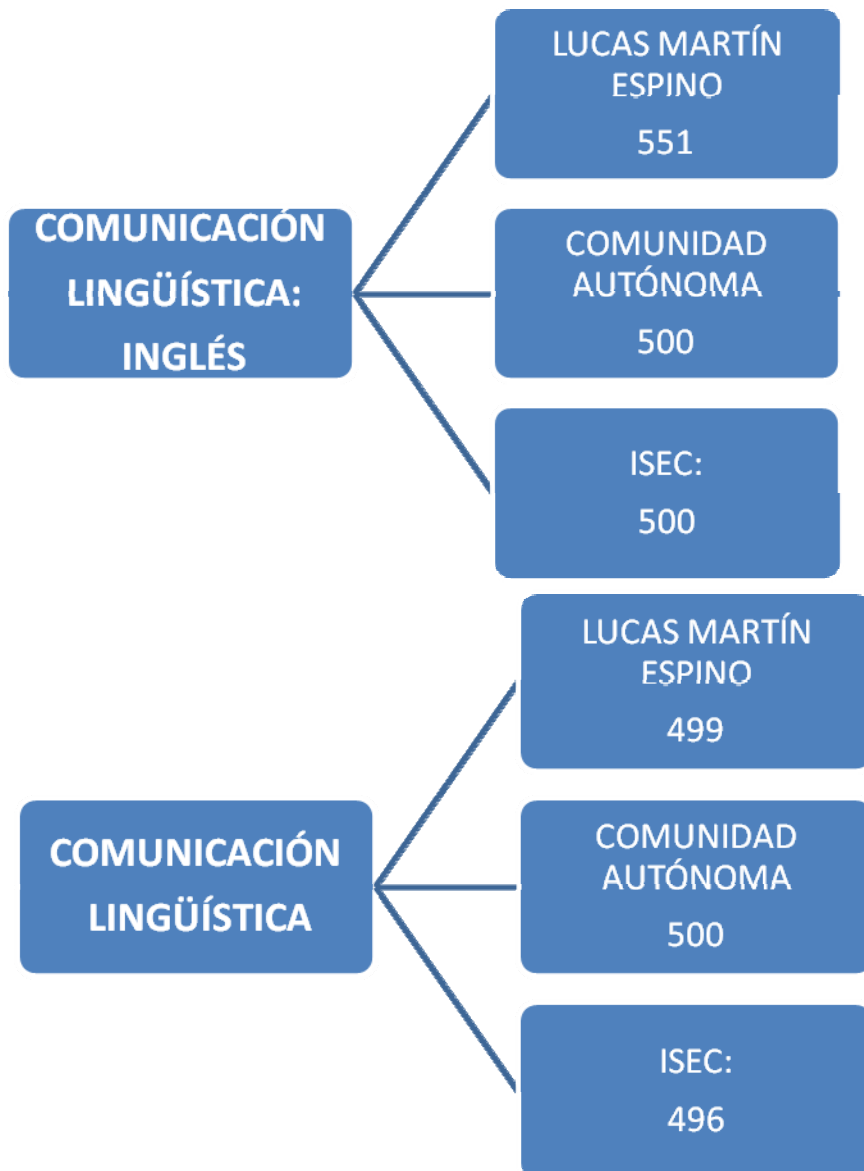 COMUNICACIÓN
LINGÜÍSTICA:
INGLÉS
LUCAS MARTÍN
ESPINO
551
COMUNIDAD
AUTÓNOMA
500
ISEC:
500
COMUNICACIÓN
LINGÜÍSTICA
LUCAS MARTÍN
ESPINO
499
COMUNIDAD
AUTÓNOMA
500
ISEC:
496